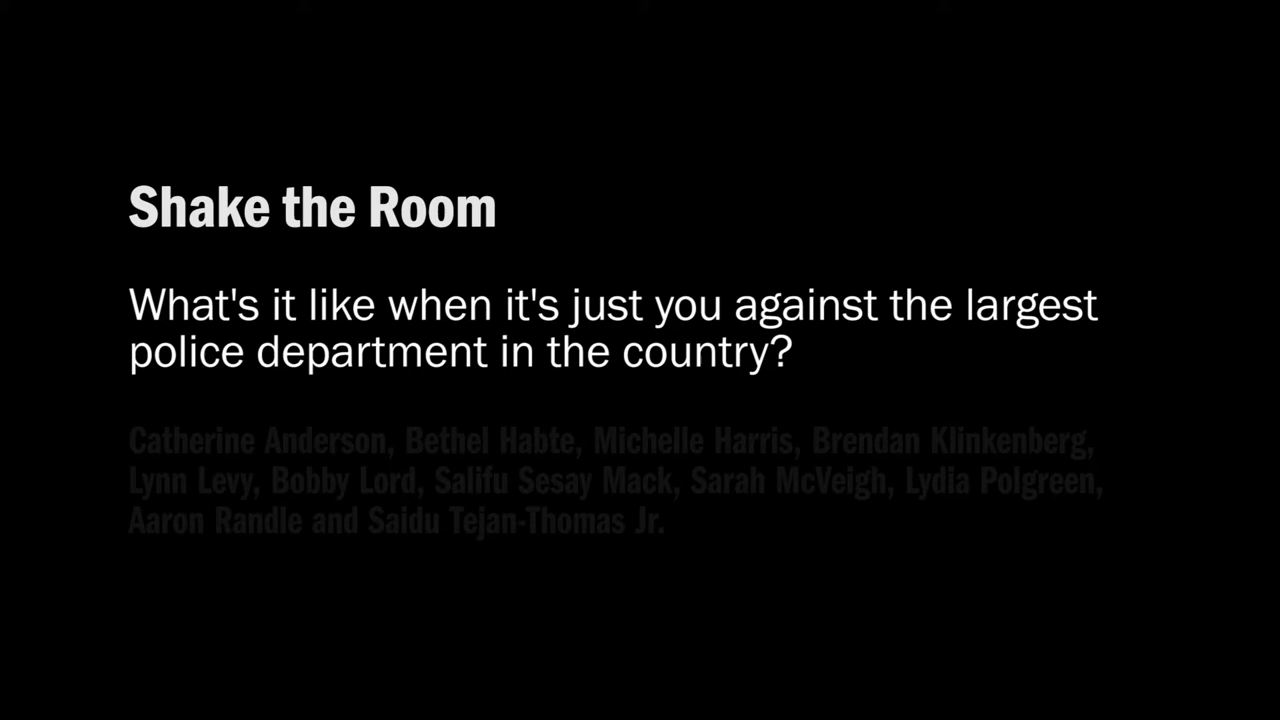 Shake the Room
What's it like when it's just you against the largest
police department in the country?
Catherine Anderson, Bethel Habte, Michelle Harris, Brendan Klinkenberg,
Lynn Levy, Bobby Lord, Salifu Sesay Mack, Sarah McVeigh, Lydia Polgreen,
Aaron Randle and Saidu Tejan-Thomas Jr.